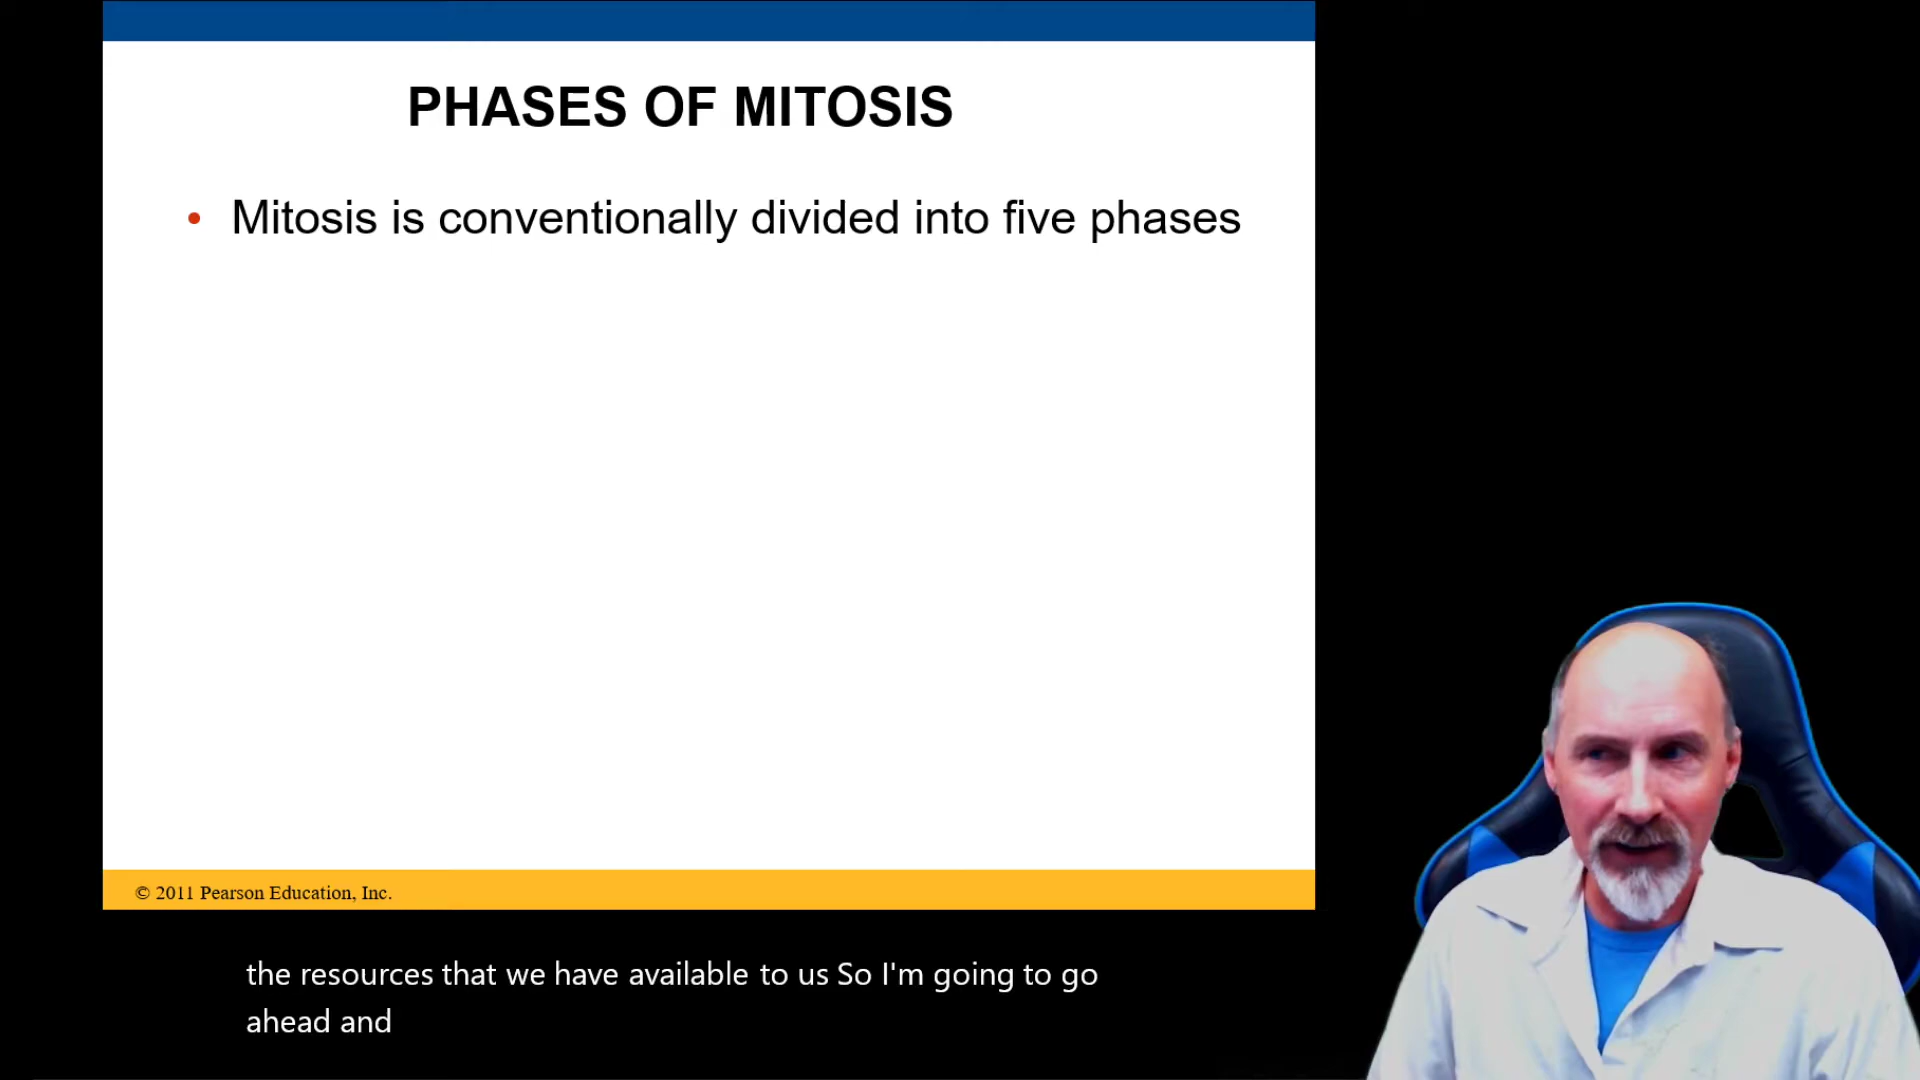 PHASES OF MITOSIS
• Mitosis is conventionally divided into five phases
© 2011 Pearson Education, Inc.
the resources that we have available to us So I'm going to go
ahead and